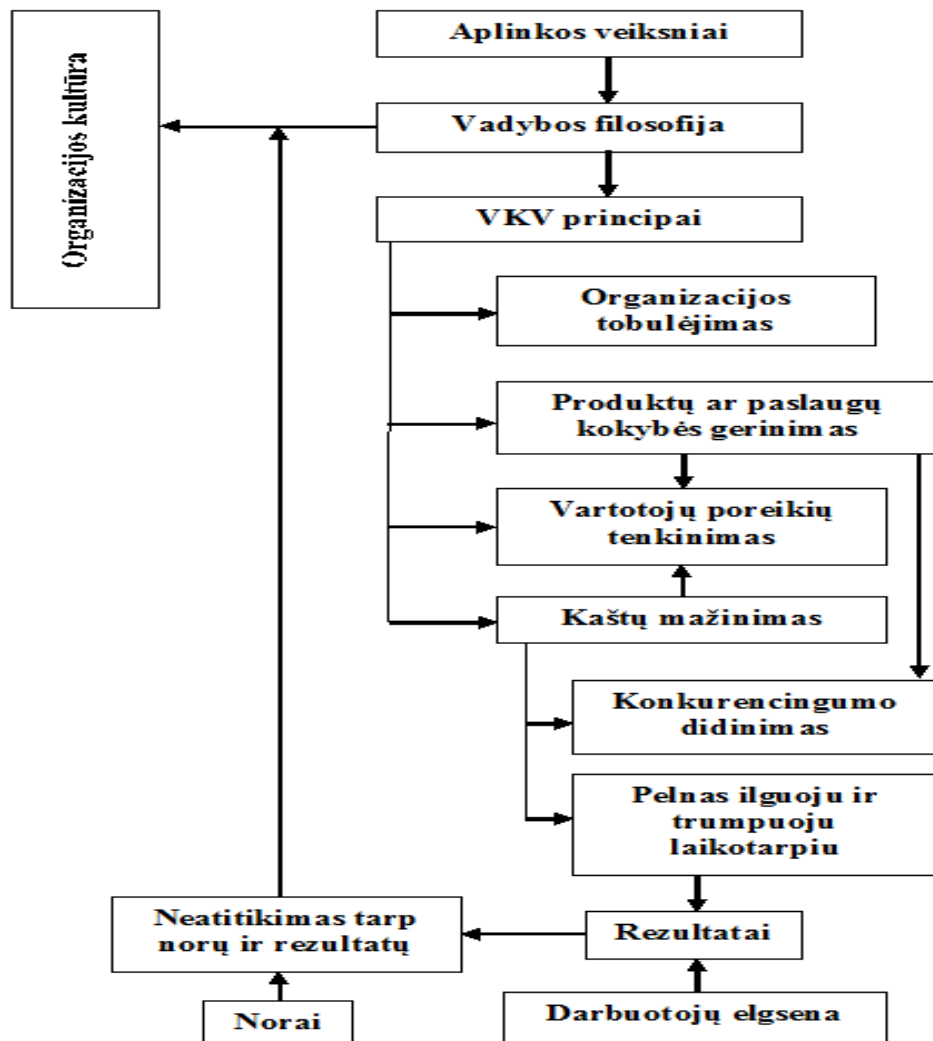 Organizacijos kultūra
Aplinkos veiksniai
Vadybos filosofija
VKV principai
Organizacijos
tobulėjimas
Produktų ar paslaugų
kokybės gerinimas
Vartotojų poreikių
tenkinimas
Kaštų mažinimas
Konkurencingumo
didinimas
Pelnas ilguoju ir
trumpuoju
laikotarpiu
Neatitikimas tarp
norų ir rezultatų
Rezultatai
Norai
Darbuotojų elgsena